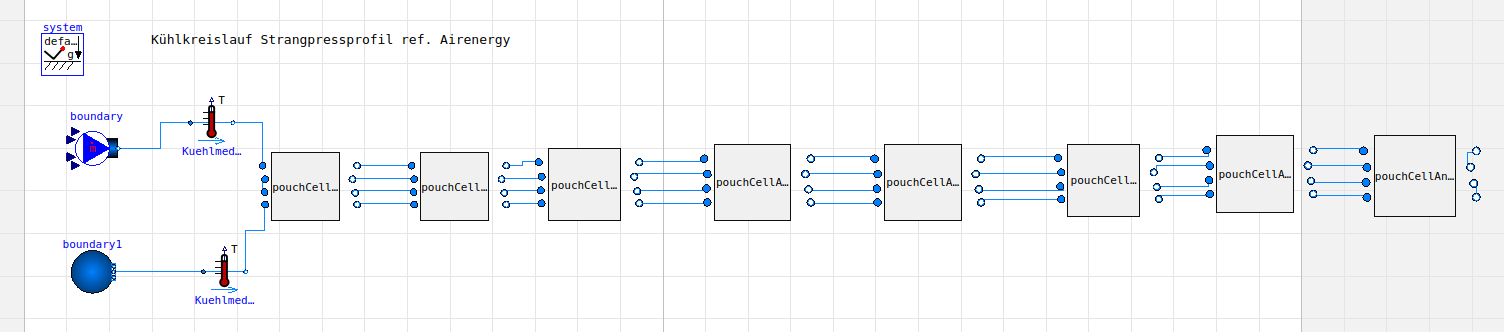 system
defa...
g
Kühlkreislauf Strangpressprofil ref. Airenergy
boundary
m
T
Kuehlmed...
pouchCell...
pouchCell...
pouchCell...
pouchCellA...
pouchCellA...
pouchCell...
pouchCellA...
pouchCellAn...
boundary1
T
Kuehlmed...